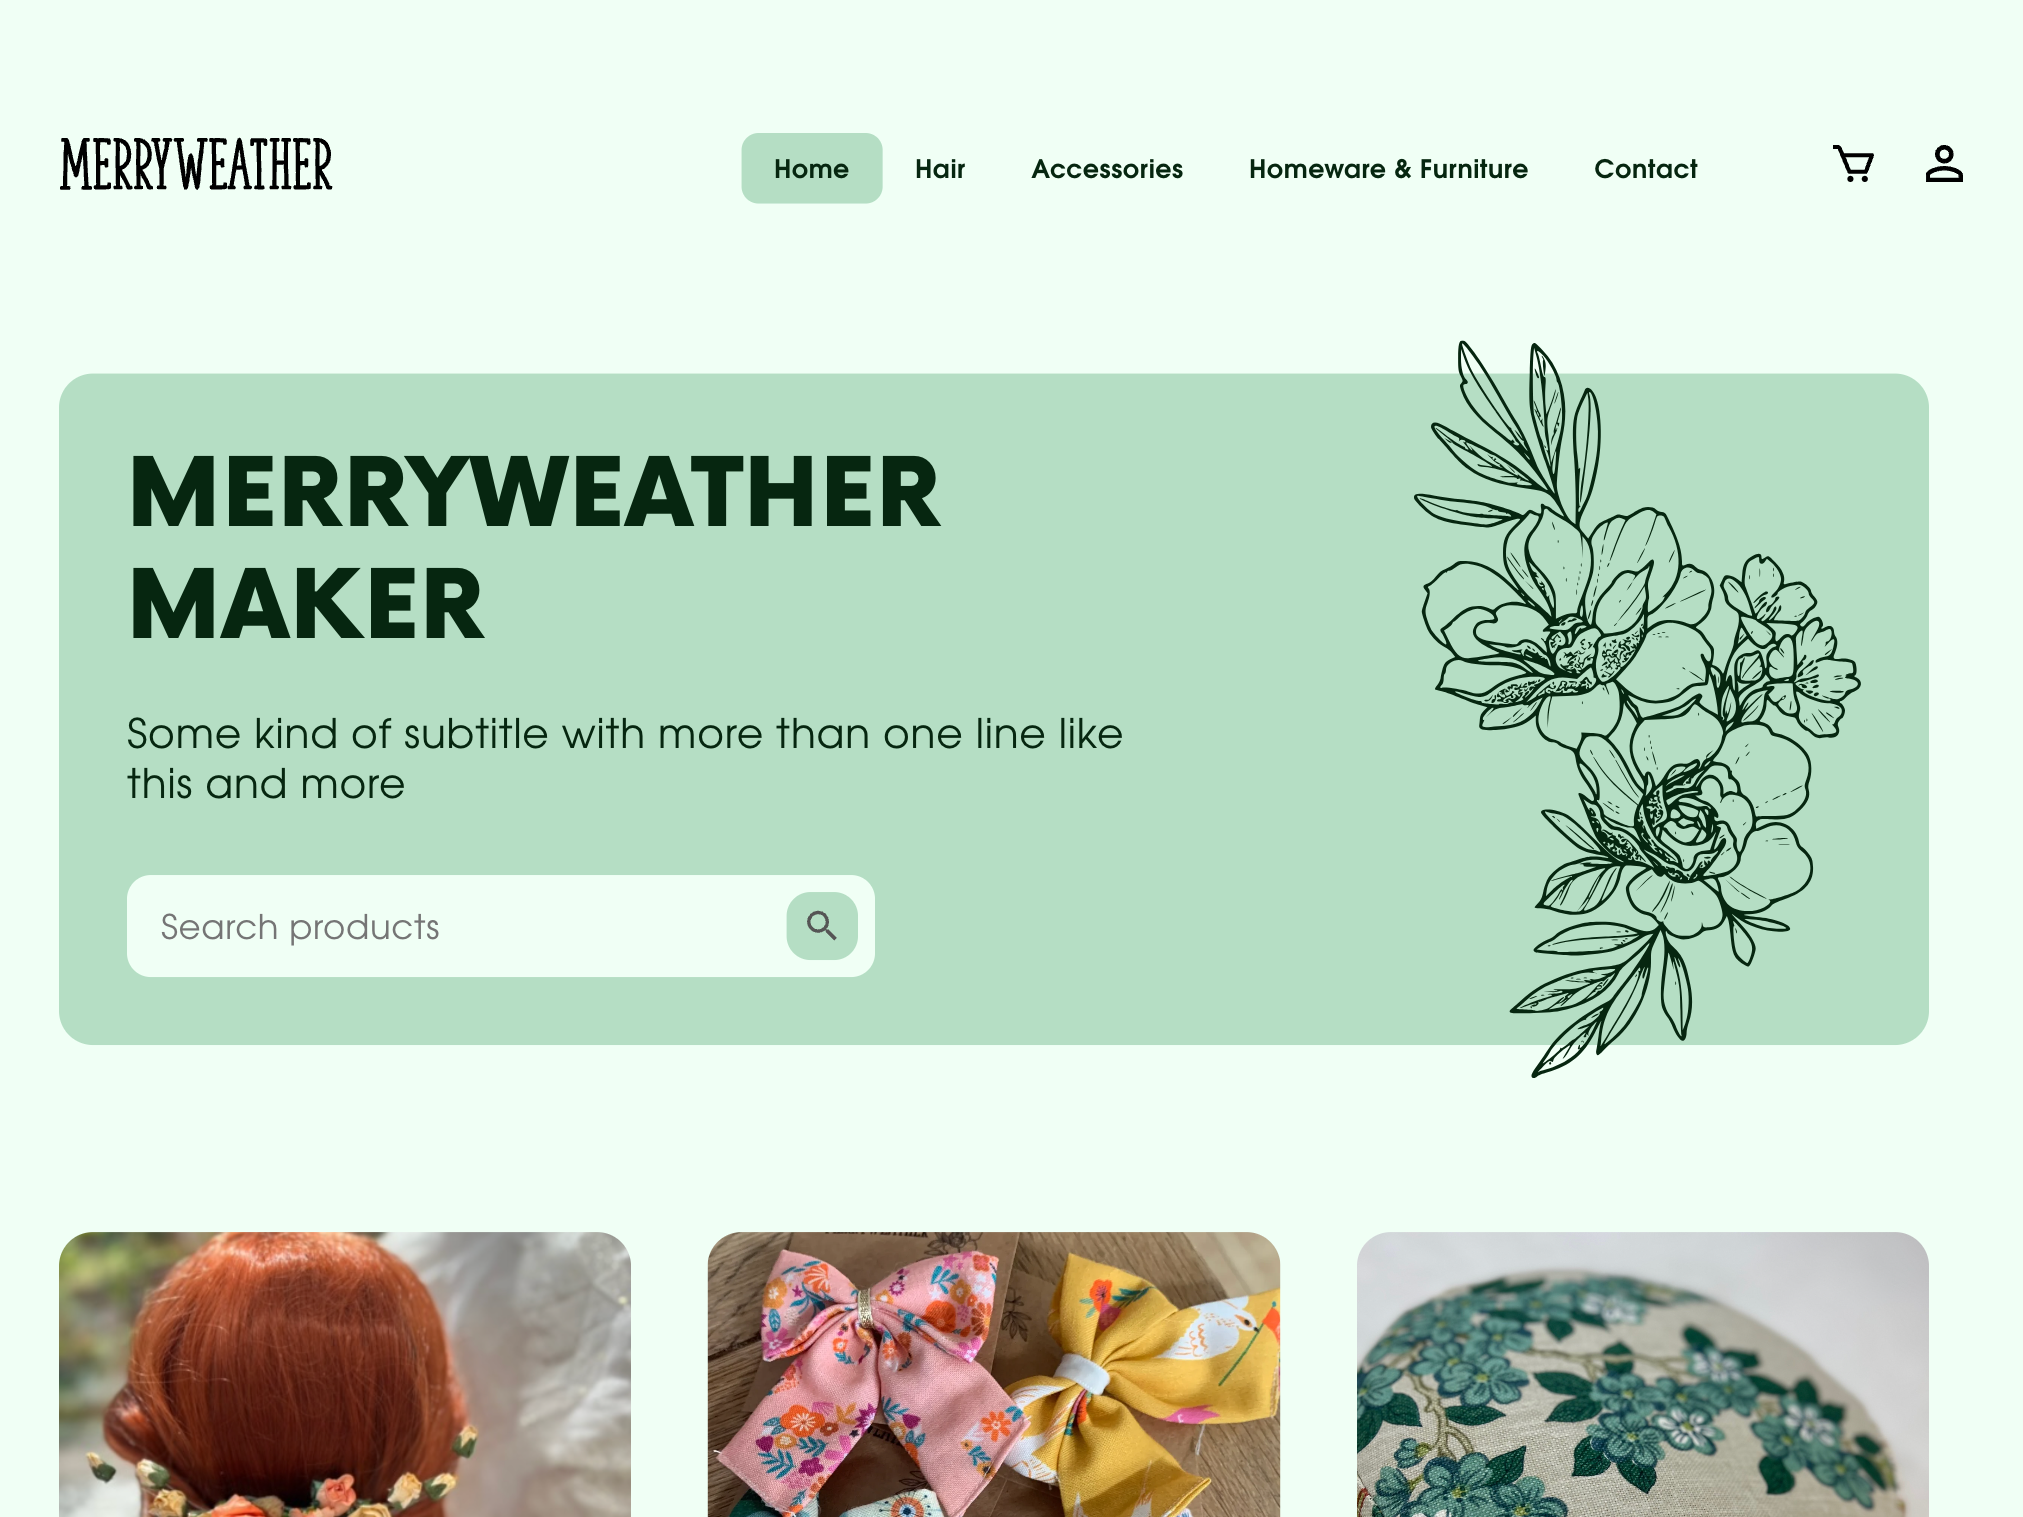 MERRYWEATHER
Home
Hair
Accessories
Homeware & Furniture
Contact
MERRYWEATHER
MAKER
Some kind of subtitle with more than one line like
this and more
Search products